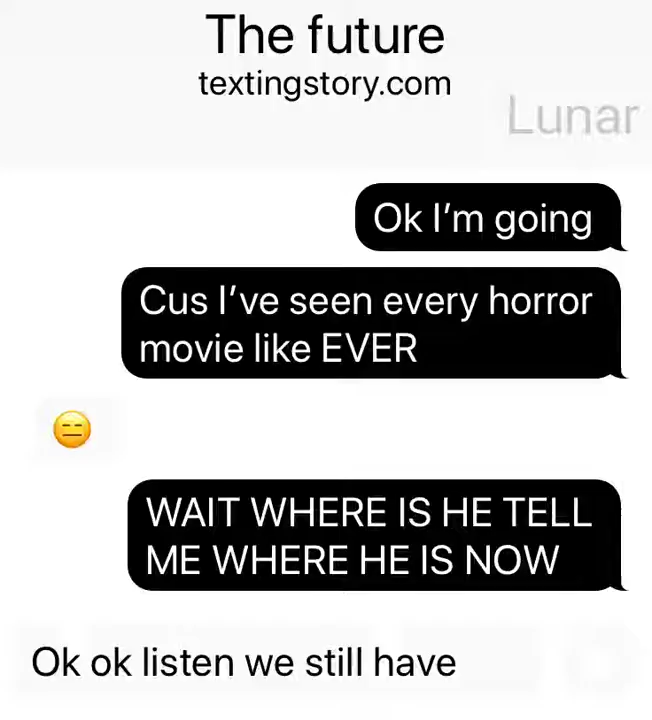 The future
textingstory.com
Lunar
Ok I’m going
Cus I’ve seen every horror
movie like EVER
😑
WAIT WHERE IS HE TELL
ME WHERE HE IS NOW
Ok ok listen we still have